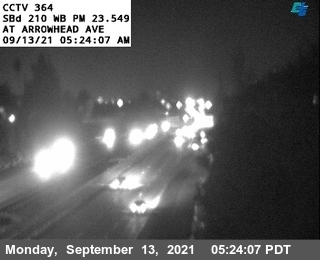 CCTV 364
SBd 210 WB PM 23.549
AT ARROWHEAD AVE
09/13/21 05:24:07 AM
Monday, September 13, 2021 05:24:07 PDT